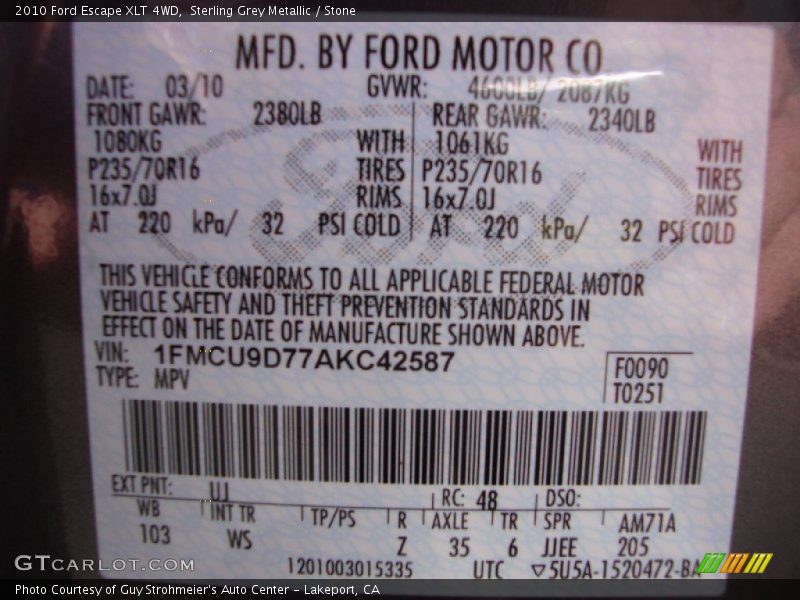 2010 Ford Escape XLT 4WD,  Sterling Grey Metallic / Stone
MFD. BY FORD MOTOR CO
DATE: 03/10 GVWR: 4600LB/ 2087KG
FRONT GAWR: 2380LB REAR GAWR: 2340LB
1080KG WITH 1061KG WITH
P235/70R16 TIRES P235/70R16 TIRES
16x7.0J RIMS 16x7.0J RIMS
AT 220 kPa/ 32 PSI COLD AT 220 kPa/ 32 PSI COLD
Ford
THIS VEHICLE CONFORMS TO ALL APPLICABLE FEDERAL MOTOR
VEHICLE SAFETY AND THEFT PREVENTION STANDARDS IN
EFFECT ON THE DATE OF MANUFACTURE SHOWN ABOVE.
VIN: 1FMCU9D77AKC42587
TYPE: MPV
F0090
T0251
EXT PNT: UJ RC: 48 DSO:
WB INT TR TP/PS R AXLE TR SPR AM71A
103 WS Z 35 6 JJEE 205
1201003015335 UTC ▽5U5A-1520472-BA
GTCARLOT.COM
Photo Courtesy of Guy Strohmeier's Auto Center – Lakeport, CA